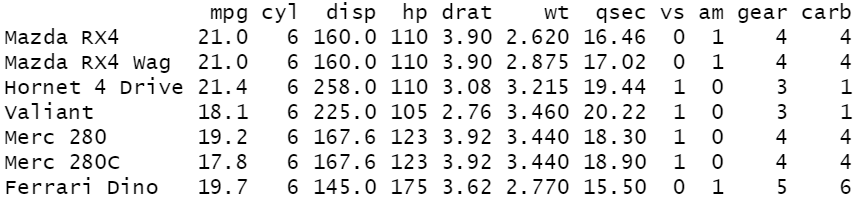 mpg cyl disp hp drat wt qsec vs am gear carb
Mazda RX4 21.0 6 160.0 110 3.90 2.620 16.46 0 1 4 4
Mazda RX4 Wag 21.0 6 160.0 110 3.90 2.875 17.02 0 1 4 4
Hornet 4 Drive 21.4 6 258.0 110 3.08 3.215 19.44 1 0 3 1
Valiant 18.1 6 225.0 105 2.76 3.460 20.22 1 0 3 1
Merc 280 19.2 6 167.6 123 3.92 3.440 18.30 1 0 4 4
Merc 280C 17.8 6 167.6 123 3.92 3.440 18.90 1 0 4 4
Ferrari Dino 19.7 6 145.0 175 3.62 2.770 15.50 0 1 5 6